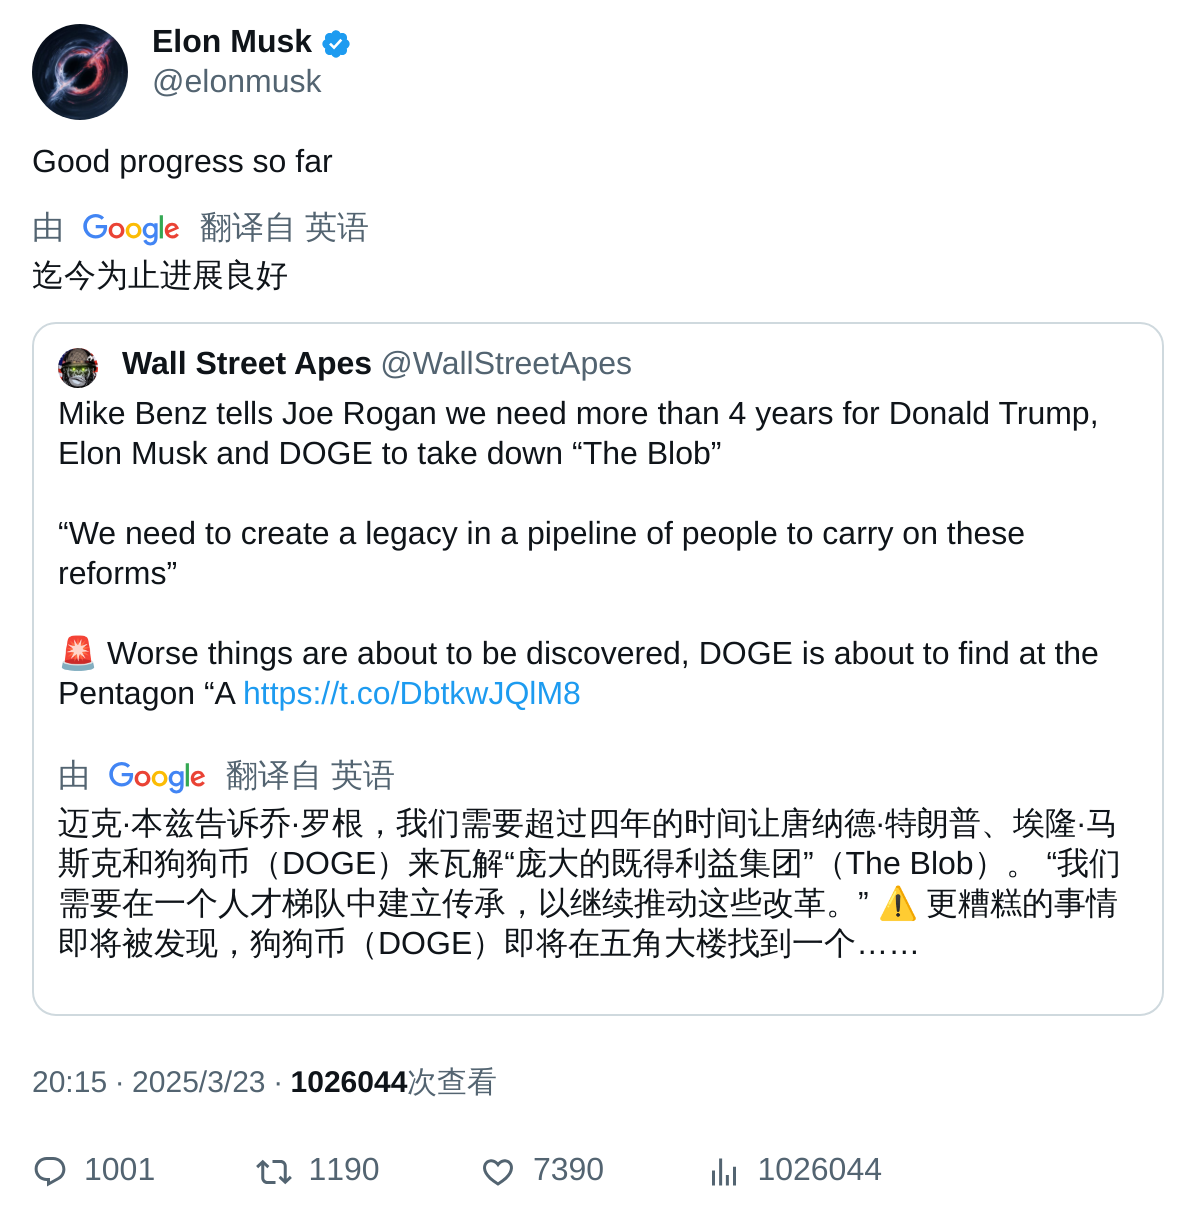 Elon Musk
@elonmusk
Good progress so far
由 Google 翻译自 英语
迄今为止进展良好
Wall Street Apes @WallStreetApes
Mike Benz tells Joe Rogan we need more than 4 years for Donald Trump,
Elon Musk and DOGE to take down “The Blob”
“We need to create a legacy in a pipeline of people to carry on these
reforms”
🚨 Worse things are about to be discovered, DOGE is about to find at the
Pentagon “A https://t.co/DbtkwJQlM8
由 Google 翻译自 英语
迈克·本兹告诉乔·罗根，我们需要超过四年的时间让唐纳德·特朗普、埃隆·马
斯克和狗狗币（DOGE）来瓦解“庞大的既得利益集团”（The Blob）。 “我们
需要在一个人才梯队中建立传承，以继续推动这些改革。” ⚠️ 更糟糕的事情
即将被发现，狗狗币（DOGE）即将在五角大楼找到一个……
20:15 · 2025/3/23 · 1026044次查看
1001 1190 7390 1026044